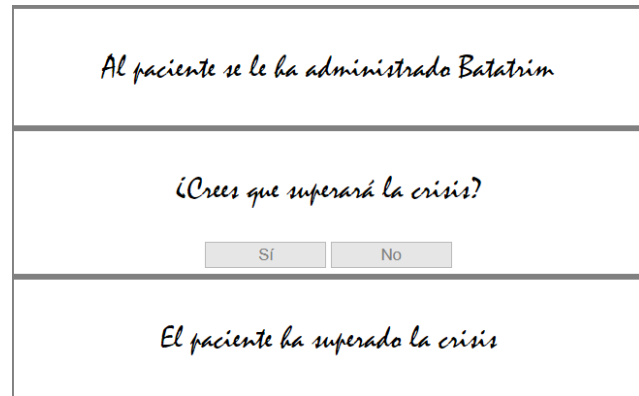 Al paciente se le ha administrado Batatrim
¿Crees que superará la crisis?
Sí No
El paciente ha superado la crisis